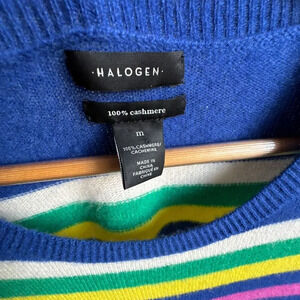 ·HALOGEN·
100% cashmere
m
100% CASHMERE/
CACHEMIRE
MADE IN
CHINA
FABRIQUÉ EN
CHINE